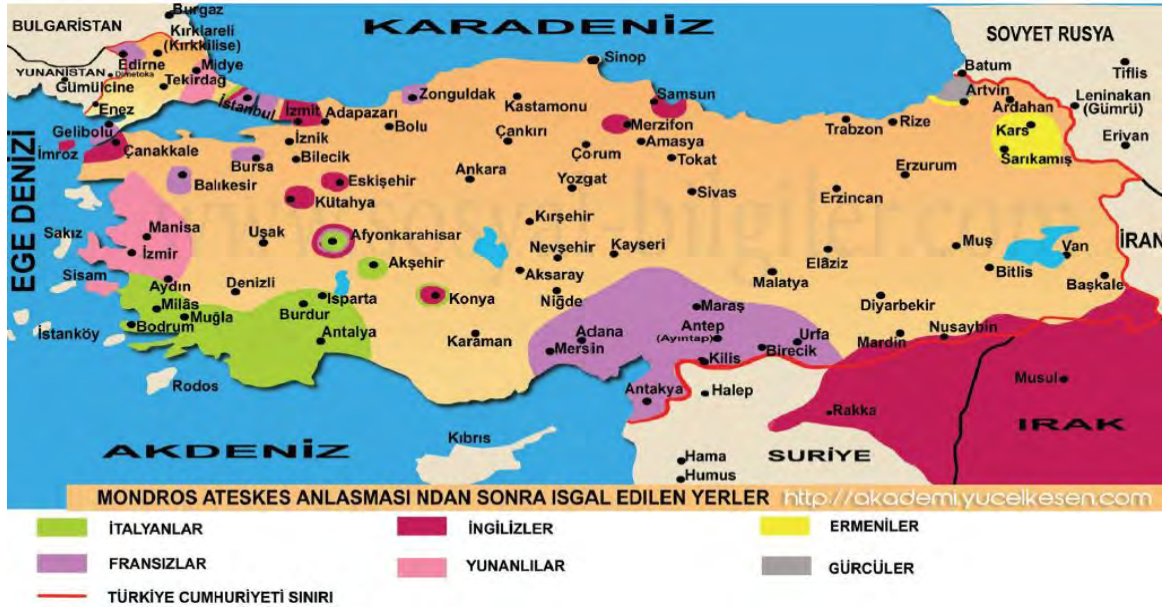 Burgaz
BULGARİSTAN
KARADENİZ
SOVYET RUSYA
Kırklareli
(Kırkkilise)
Edirne
Midye
YUNANİSTAN
Dimetoka
Gümülcine
Tekirdağ
Enez
İstanbul
İzmit
Adapazarı
Zonguldak
Bolu
Kastamonu
Sinop
Samsun
Merzifon
Batum
Artvin
Ardahan
Tiflis
Leninakan
(Gümrü)
Erivan
Kars
Sarıkamış
Gelibolu
İmroz
Çanakkale
İznik
Bilecik
Bursa
Balıkesir
Eskişehir
Kütahya
Çankırı
Çorum
Amasya
Tokat
Trabzon
Rize
Ankara
Yozgat
Sivas
Erzurum
Erzincan
EGE DENİZİ
Sakız
Manisa
İzmir
Uşak
Afyonkarahisar
Kırşehir
Nevşehir
Kayseri
Elâziz
Muş
Van
İRAN
Bitlis
Başkale
Sisam
Aydın
Denizli
Akşehir
Aksaray
Niğde
Malatya
Diyarbekir
Milâs
Muğla
Bodrum
Isparta
Burdur
Antalya
Konya
Karaman
Maraş
Adana
Mersin
Antep
(Ayıntap)
Urfa
Birecik
Kilis
Mardin
Nusaybin
İstanköy
Rodos
Antakya
Halep
Rakka
Musul
IRAK
AKDENİZ
Kıbrıs
SURİYE
Hama
Humus
MONDROS ATESKES ANLASMASI NDAN SONRA ISGAL EDILEN YERLER http://akademi.yucelkesen.com
İTALYANLAR
İNGİLİZLER
ERMENİLER
FRANSIZLAR
YUNANLILAR
GÜRCÜLER
TÜRKİYE CUMHURİYETİ SINIRI